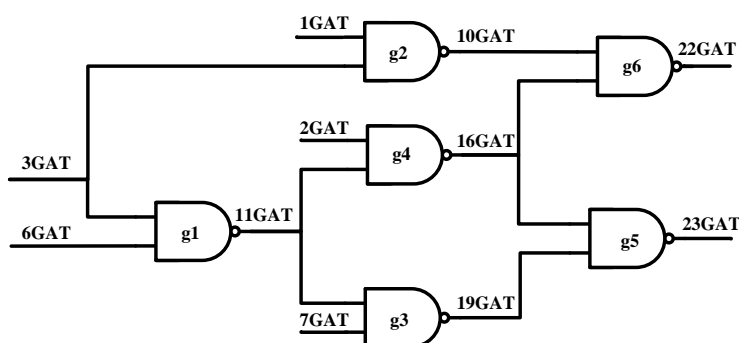 1GAT
10GAT
22GAT
g2
g6
2GAT
16GAT
3GAT
g4
11GAT
6GAT
g1
23GAT
g5
19GAT
7GAT
g3